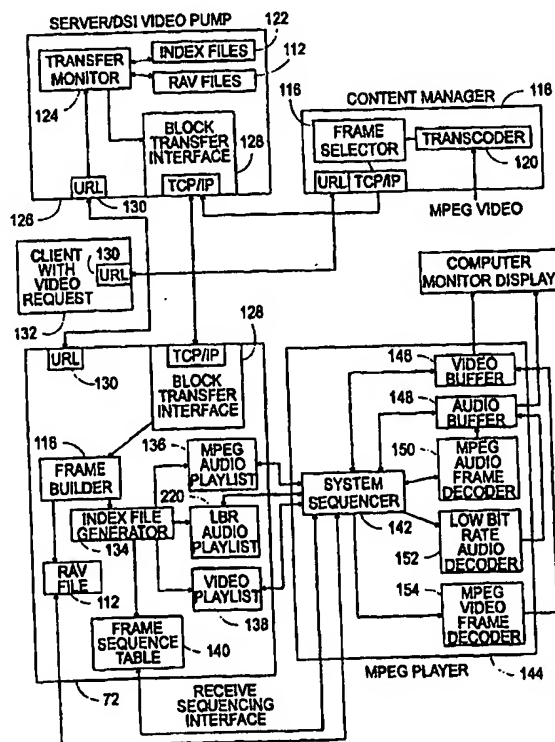 SERVER/DSI VIDEO PUMP
122
INDEX FILES
112
TRANSFER
MONITOR
RAV FILES
124
BLOCK
TRANSFER
INTERFACE
128
TCP/IP
URL
126
130
CONTENT MANAGER
116
118
FRAME
SELECTOR
TRANSCODER
120
URL
TCP/IP
MPEG VIDEO
CLIENT
WITH
VIDEO
REQUEST
130
URL
132
COMPUTER
MONITOR DISPLAY
URL
130
TCP/IP
128
BLOCK
TRANSFER
INTERFACE
118
FRAME
BUILDER
136
MPEG
AUDIO
PLAYLIST
220
INDEX FILE
GENERATOR
134
LBR
AUDIO
PLAYLIST
RAV
FILE
112
VIDEO
PLAYLIST
138
FRAME
SEQUENCE
TABLE
140
72
RECEIVE
SEQUENCING
INTERFACE
146
VIDEO
BUFFER
148
AUDIO
BUFFER
150
MPEG
AUDIO
FRAME
DECODER
SYSTEM
SEQUENCER
142
152
LOW BIT
RATE
AUDIO
DECODER
154
MPEG
VIDEO
FRAME
DECODER
MPEG PLAYER
144